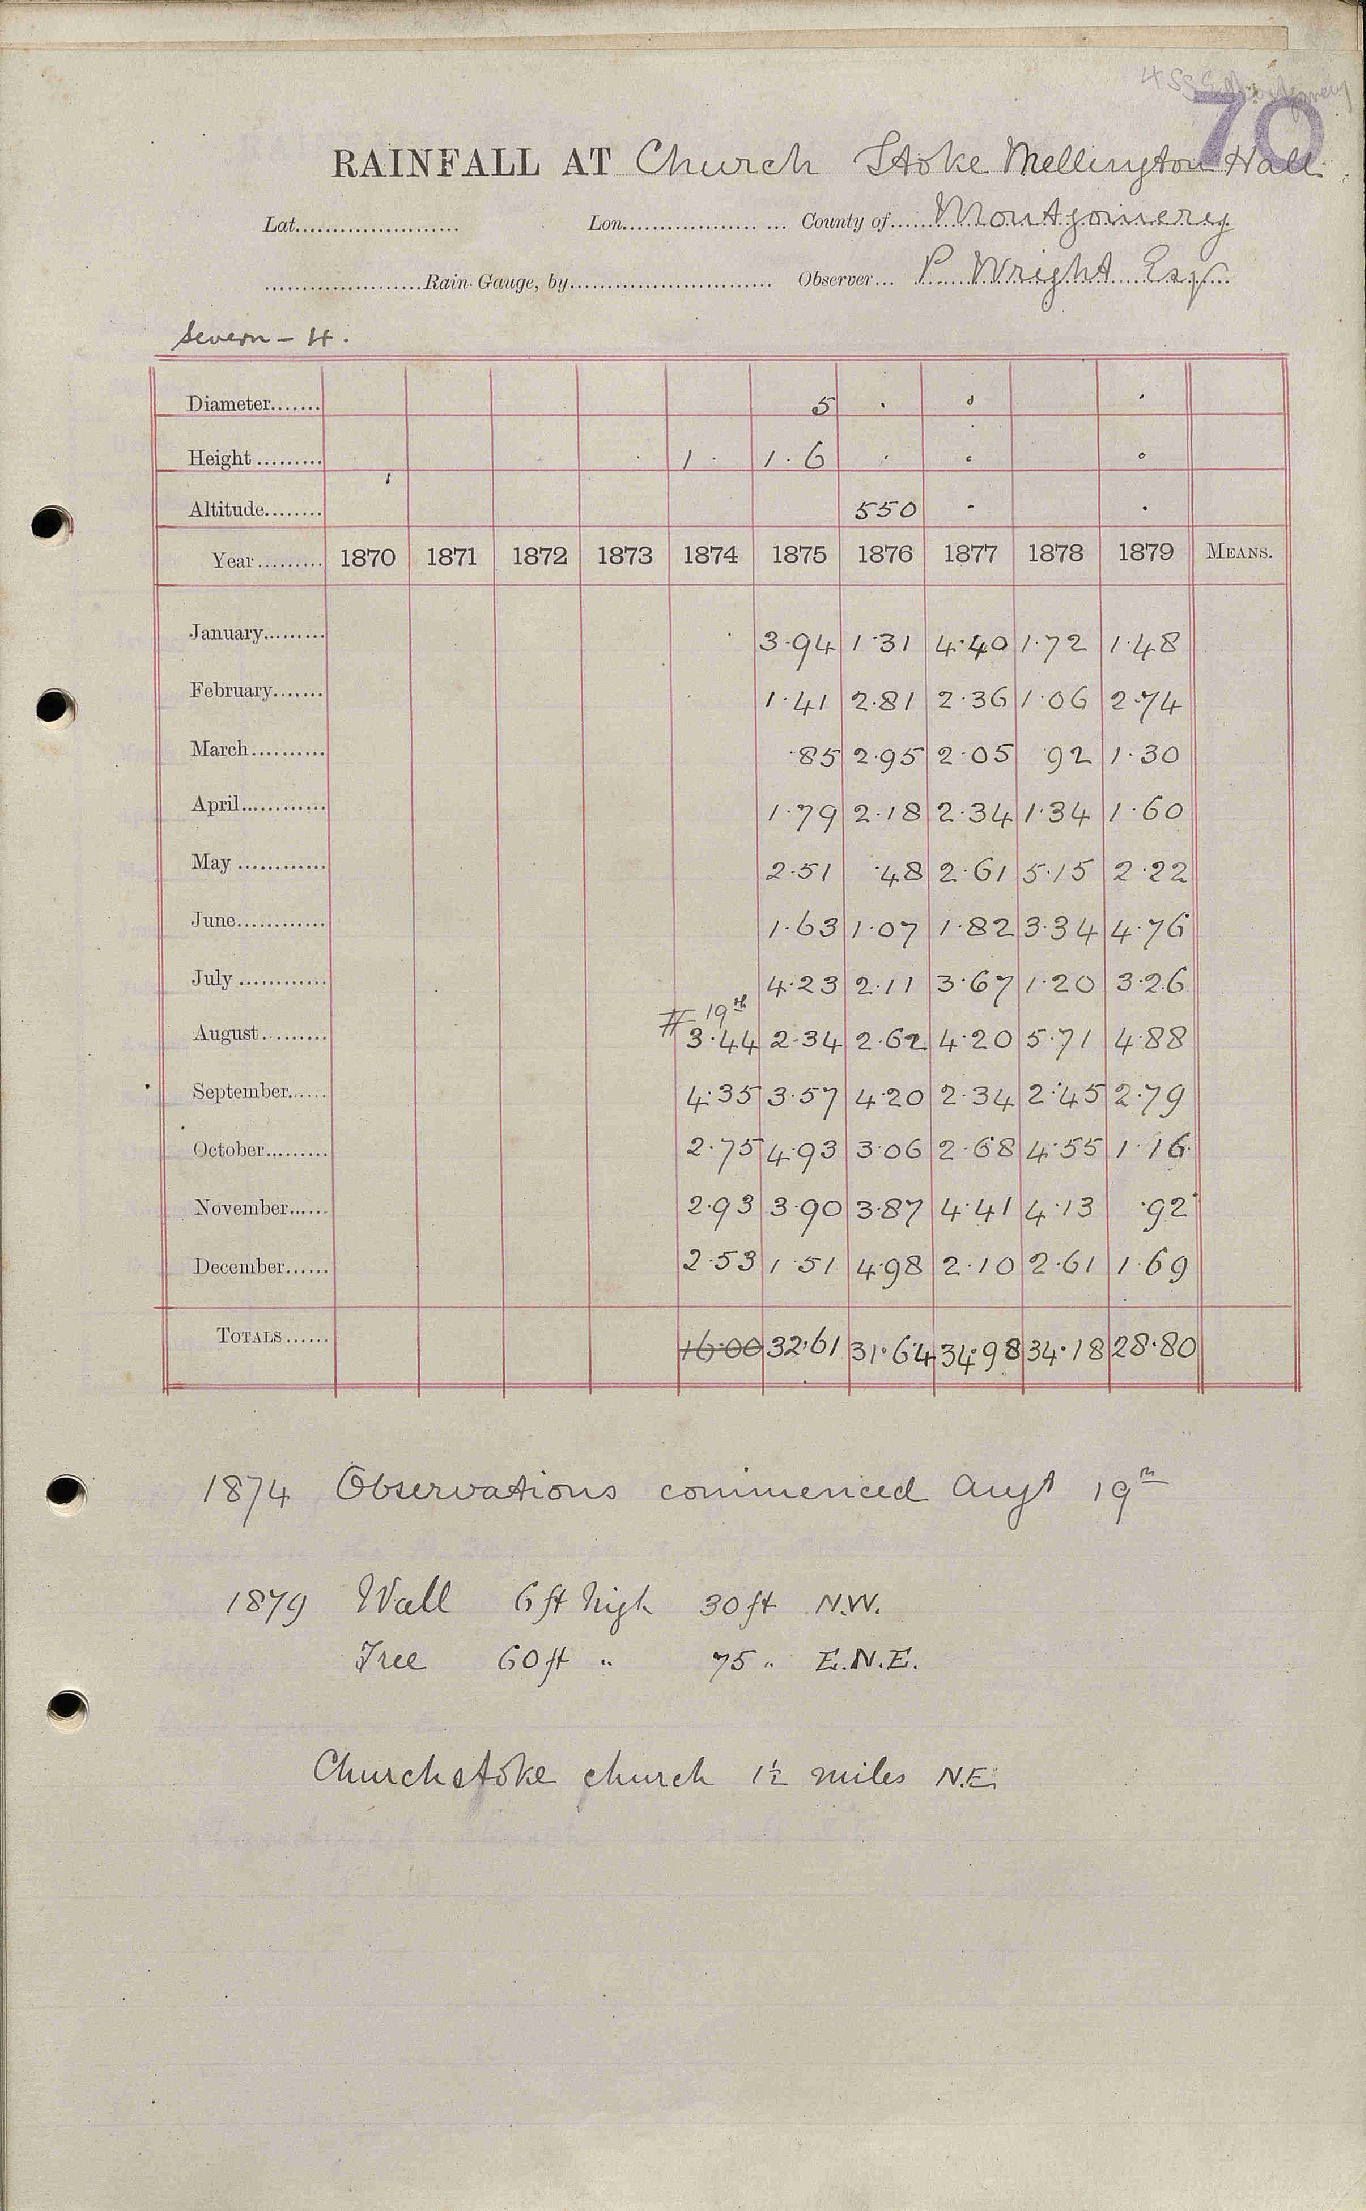 4 SSE Montgomery
70
RAINFALL AT Church Stoke Mellington Hall.
Lat...................... Lon..................... County of...... Montgomery
.....................Rain Gauge, by........................... Observer... P. Wright Esqr.
Severn - 4.
Diameter....... 5 . . .
Height ......... 1 . 1.6 . . .
Altitude........ 550 . .
Year......... 1870 1871 1872 1873 1874 1875 1876 1877 1878 1879 MEANS.
January......... 3.94 1.31 4.40 1.72 1.48
February....... 1.41 2.81 2.36 1.06 2.74
March.......... .85 2.95 2.05 .92 1.30
April............ 1.79 2.18 2.34 1.34 1.60
May ............ 2.51 .48 2.61 5.15 2.22
June............ 1.63 1.07 1.82 3.34 4.76
July ............ 4.23 2.11 3.67 1.20 3.26
# 19th
August......... 3.44 2.34 2.62 4.20 5.71 4.88
September...... 4.35 3.57 4.20 2.34 2.45 2.79
October......... 2.75 4.93 3.06 2.68 4.55 1.16
November...... 2.93 3.90 3.87 4.41 4.13 .92
December...... 2.53 1.51 4.98 2.10 2.61 1.69
TOTALS...... 16.00 32.61 31.64 34.98 34.18 28.80
1874 Observations commenced Augt 19th
1879 Wall 6 ft high 30 ft N.W.
Tree 60 ft " 75 " E.N.E.
Churchstoke church 1½ miles N.E.